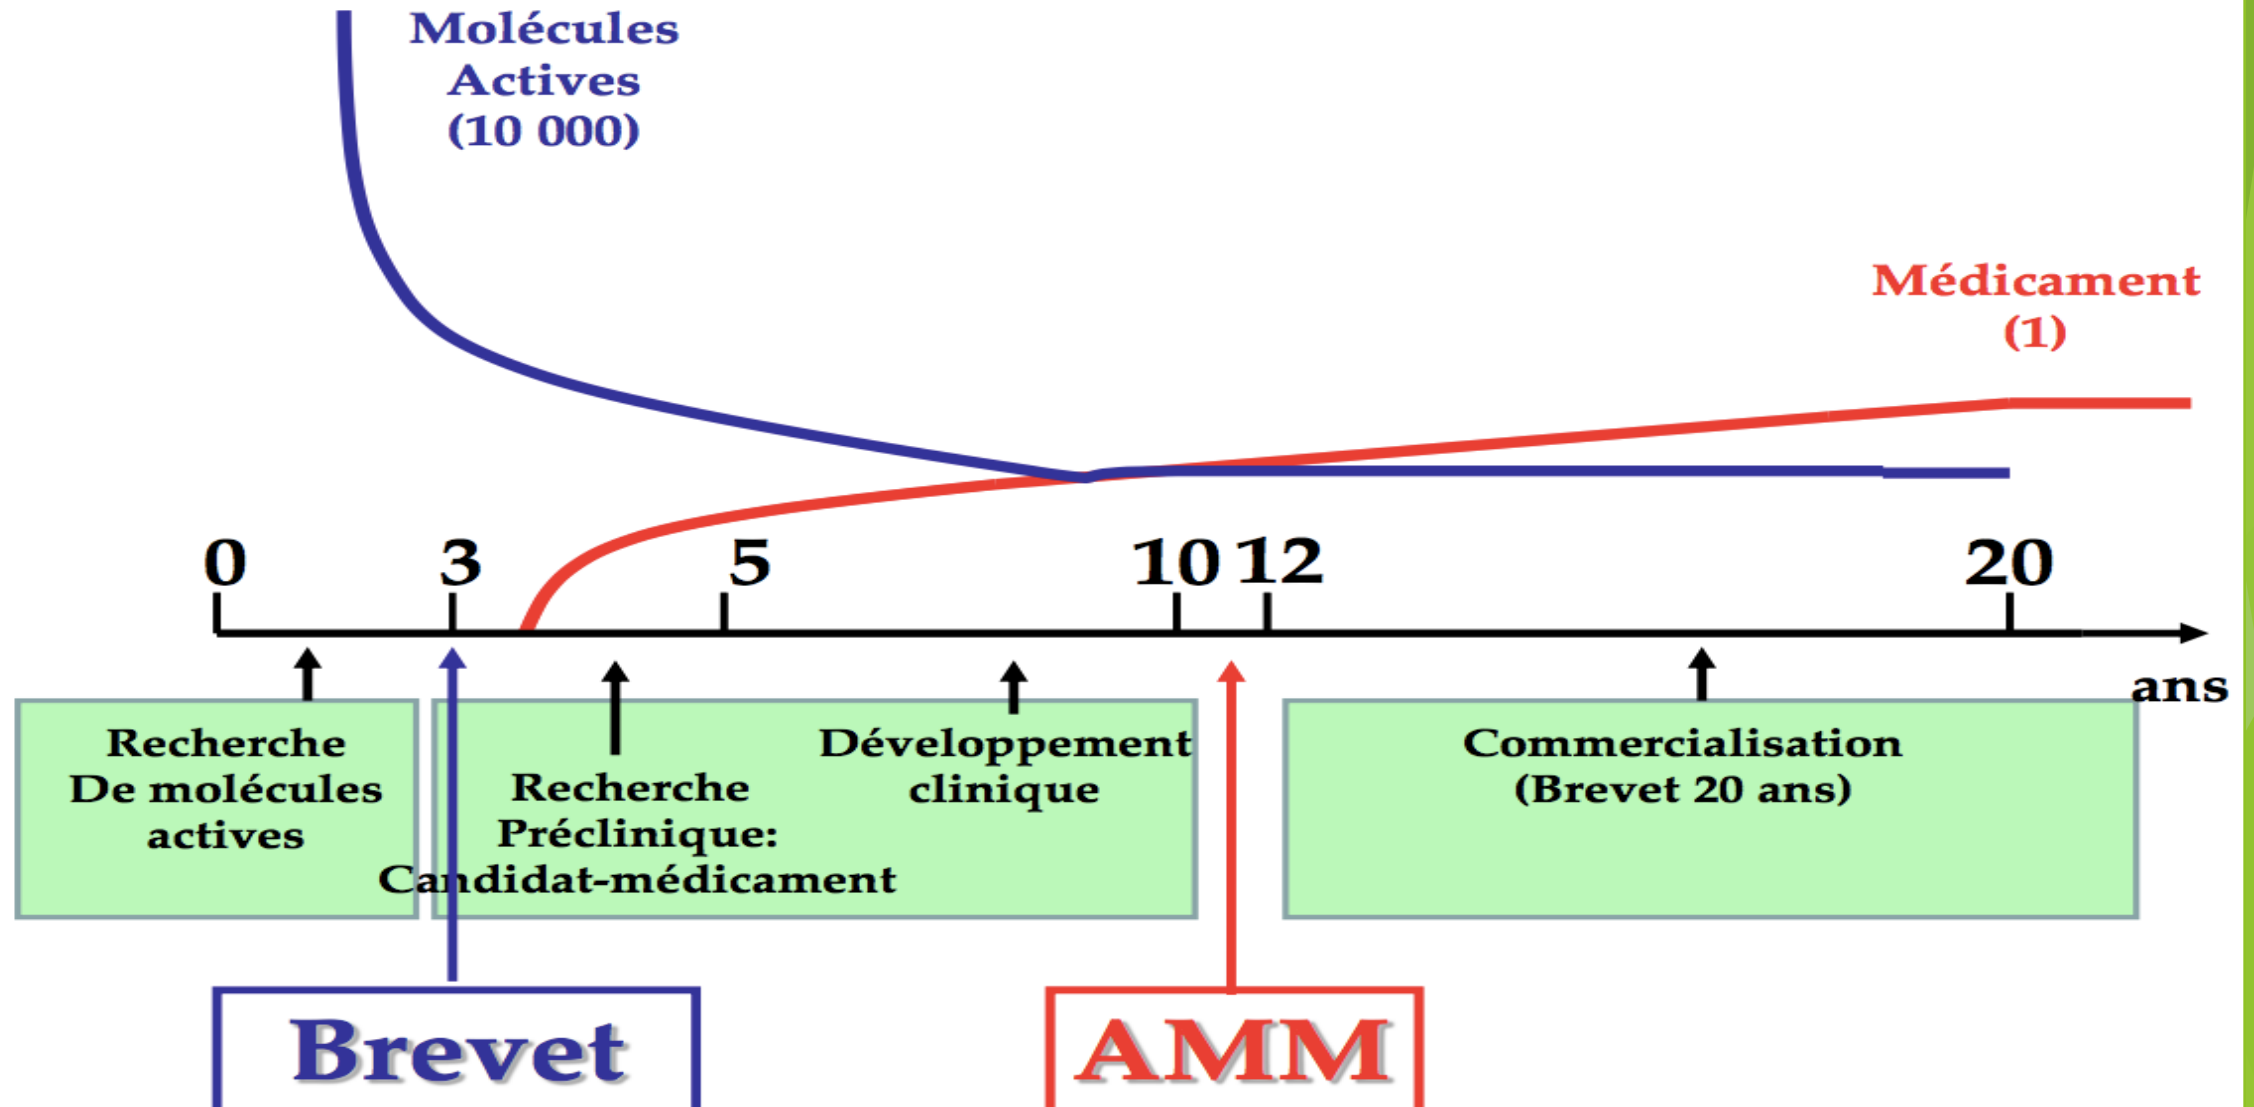 Molécules
Actives
(10 000)
Médicament
(1)
0
3
5
10
12
20
ans
Recherche
De molécules
actives
Recherche
Préclinique:
Candidat-médicament
Développement
clinique
Commercialisation
(Brevet 20 ans)
Brevet
AMM